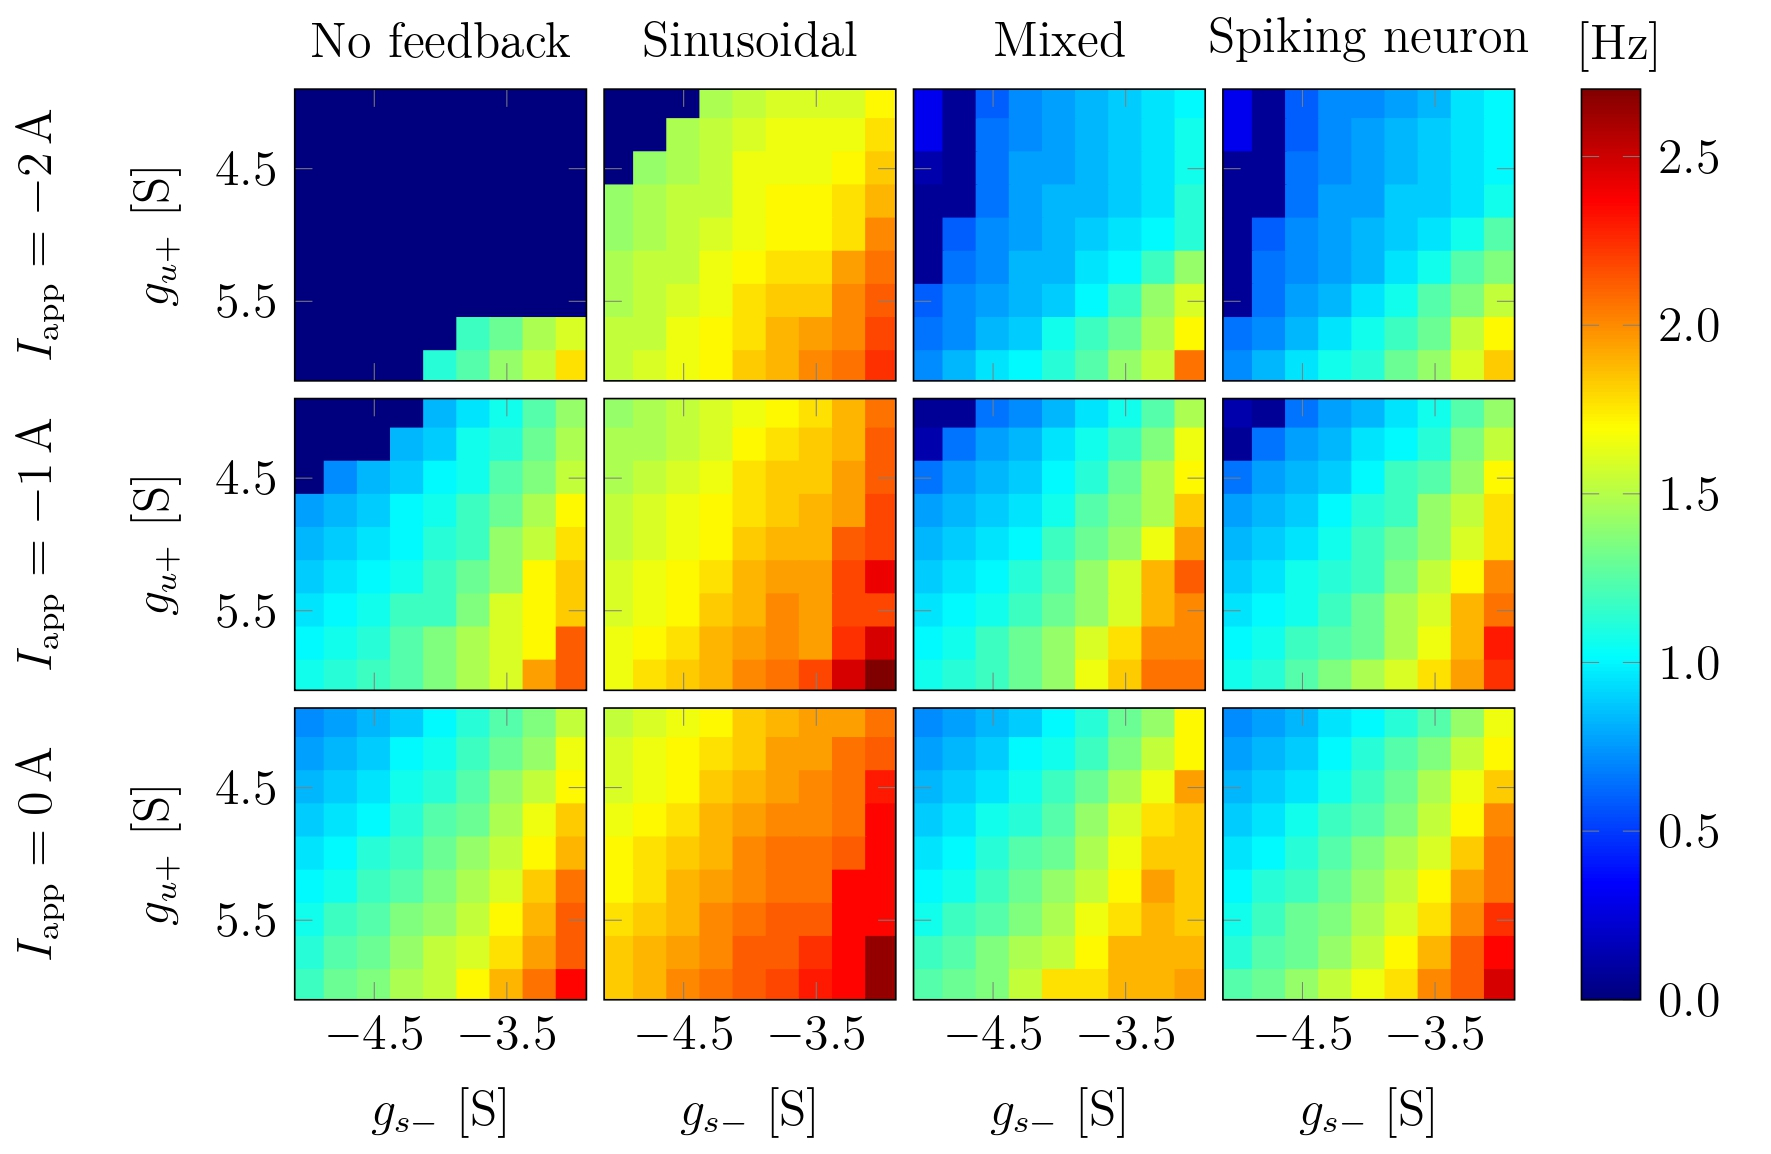 No feedback Sinusoidal Mixed Spiking neuron [Hz]
I_app = −2 A
g_u+ [S]
4.5
5.5
I_app = −1 A
g_u+ [S]
4.5
5.5
I_app = 0 A
g_u+ [S]
4.5
5.5
2.5
2.0
1.5
1.0
0.5
0.0
−4.5 −3.5 −4.5 −3.5 −4.5 −3.5 −4.5 −3.5
g_s− [S] g_s− [S] g_s− [S] g_s− [S]